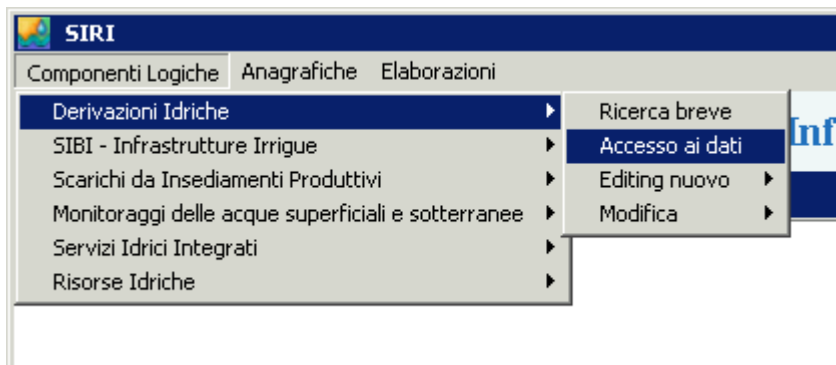 SIRI
Componenti Logiche Anagrafiche Elaborazioni
Derivazioni Idriche
SIBI - Infrastrutture Irrigue
Scarichi da Insediamenti Produttivi
Monitoraggi delle acque superficiali e sotterranee
Servizi Idrici Integrati
Risorse Idriche
Ricerca breve
Accesso ai dati
Editing nuovo
Modifica
Inf